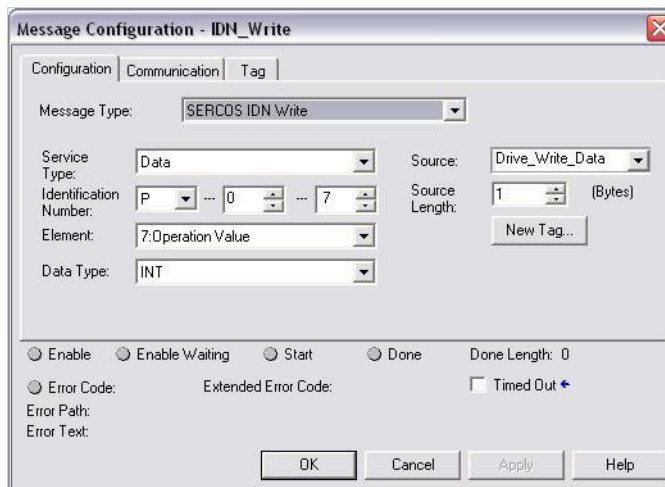 Message Configuration - IDN_Write
Configuration Communication Tag
Message Type: SERCOS IDN Write
Service Type: Data Source: Drive_Write_Data
Identification Number: P --- 0 --- 7 Source Length: 1 (Bytes)
Element: 7:Operation Value New Tag...
Data Type: INT
Enable Enable Waiting Start Done Done Length: 0
Error Code: Extended Error Code: Timed Out
Error Path:
Error Text:
OK Cancel Apply Help